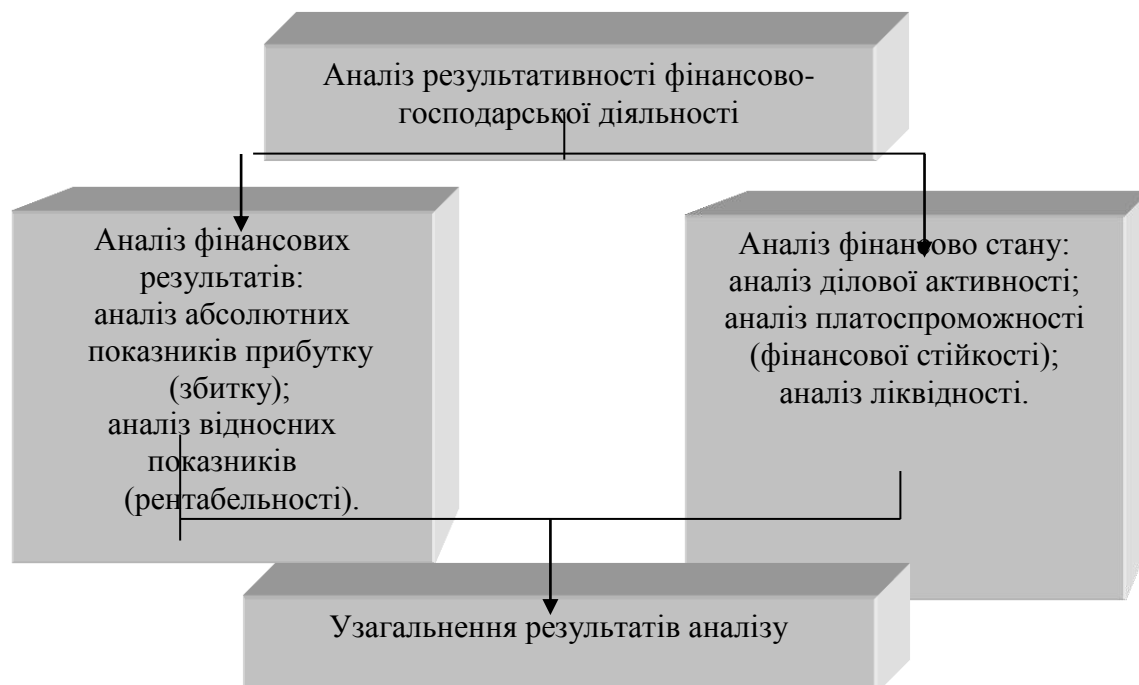 Аналіз результативності фінансово-
господарської діяльності
Аналіз фінансових
результатів:
аналіз абсолютних
показників прибутку
(збитку);
аналіз відносних
показників
(рентабельності).
Аналіз фінансово стану:
аналіз ділової активності;
аналіз платоспроможності
(фінансової стійкості);
аналіз ліквідності.
Узагальнення результатів аналізу